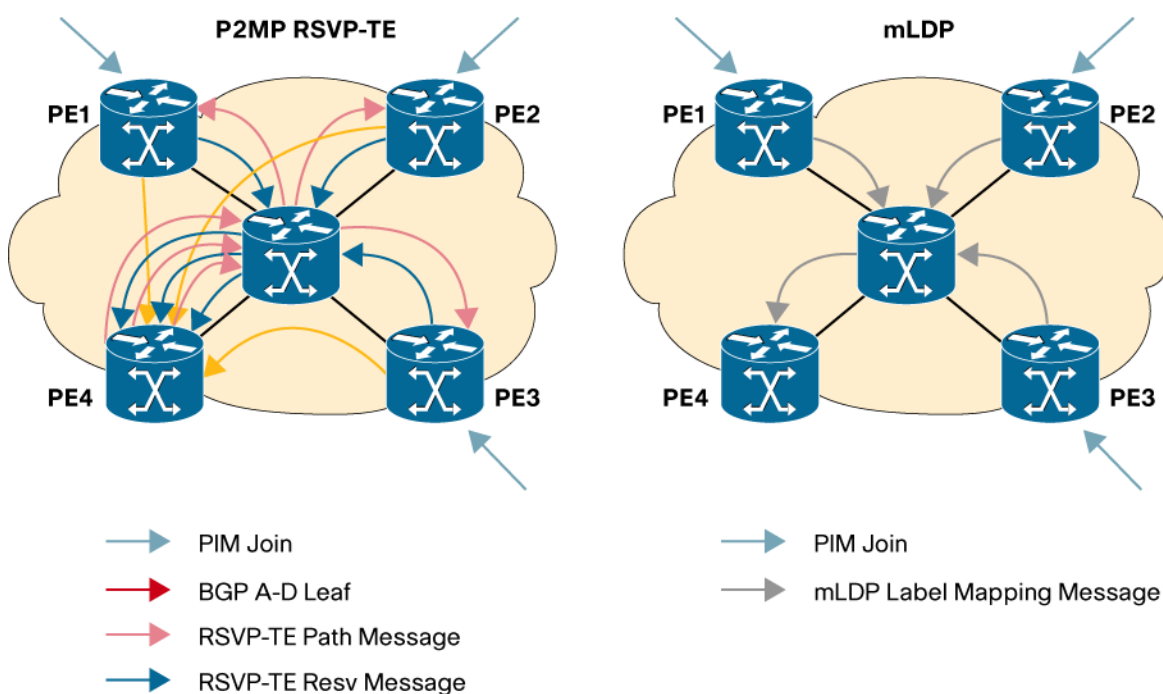 P2MP RSVP-TE
PE1
PE2
PE4
PE3
PIM Join
BGP A-D Leaf
RSVP-TE Path Message
RSVP-TE Resv Message
mLDP
PE1
PE2
PE4
PE3
PIM Join
mLDP Label Mapping Message